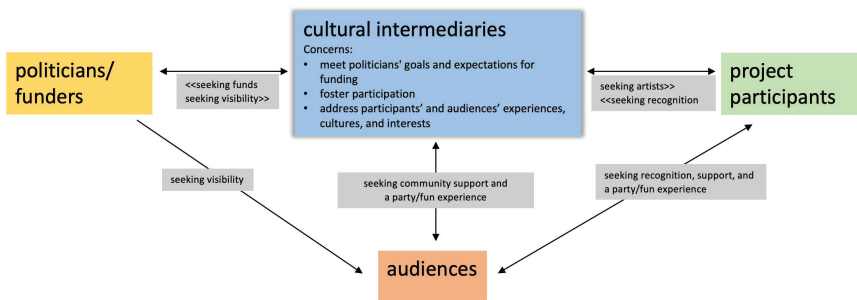 cultural intermediaries
Concerns:
• meet politicians' goals and expectations for
funding
• foster participation
• address participants' and audiences' experiences,
cultures, and interests
politicians/
funders
<<seeking funds
seeking visibility>>
seeking artists>>
<<seeking recognition
project
participants
seeking visibility
seeking community support and
a party/fun experience
seeking recognition, support, and
a party/fun experience
audiences